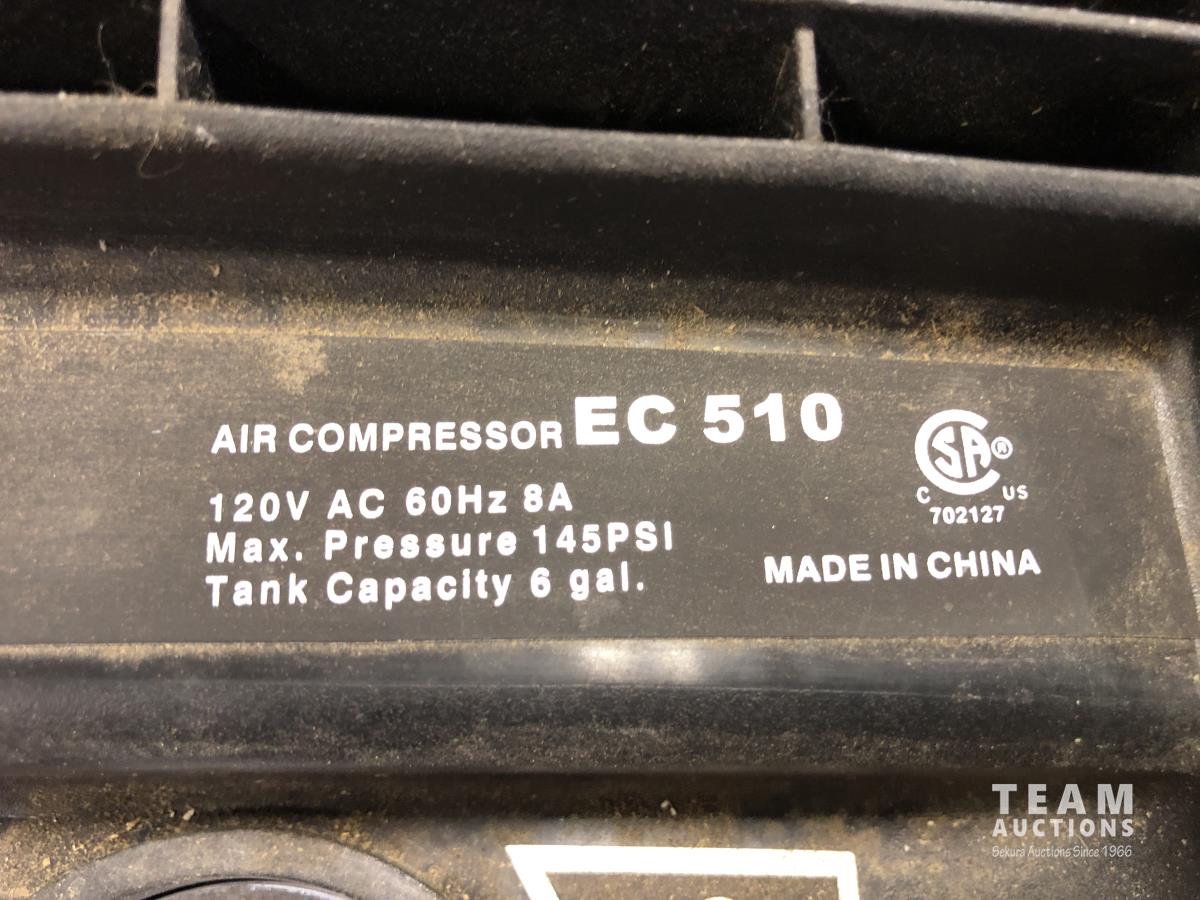 AIR COMPRESSOR EC 510
120V AC 60Hz 8A
Max. Pressure 145PSI
Tank Capacity 6 gal.
CSA ®
C US
702127
MADE IN CHINA
TEAM
AUCTIONS
Sekura Auctions Since 1966